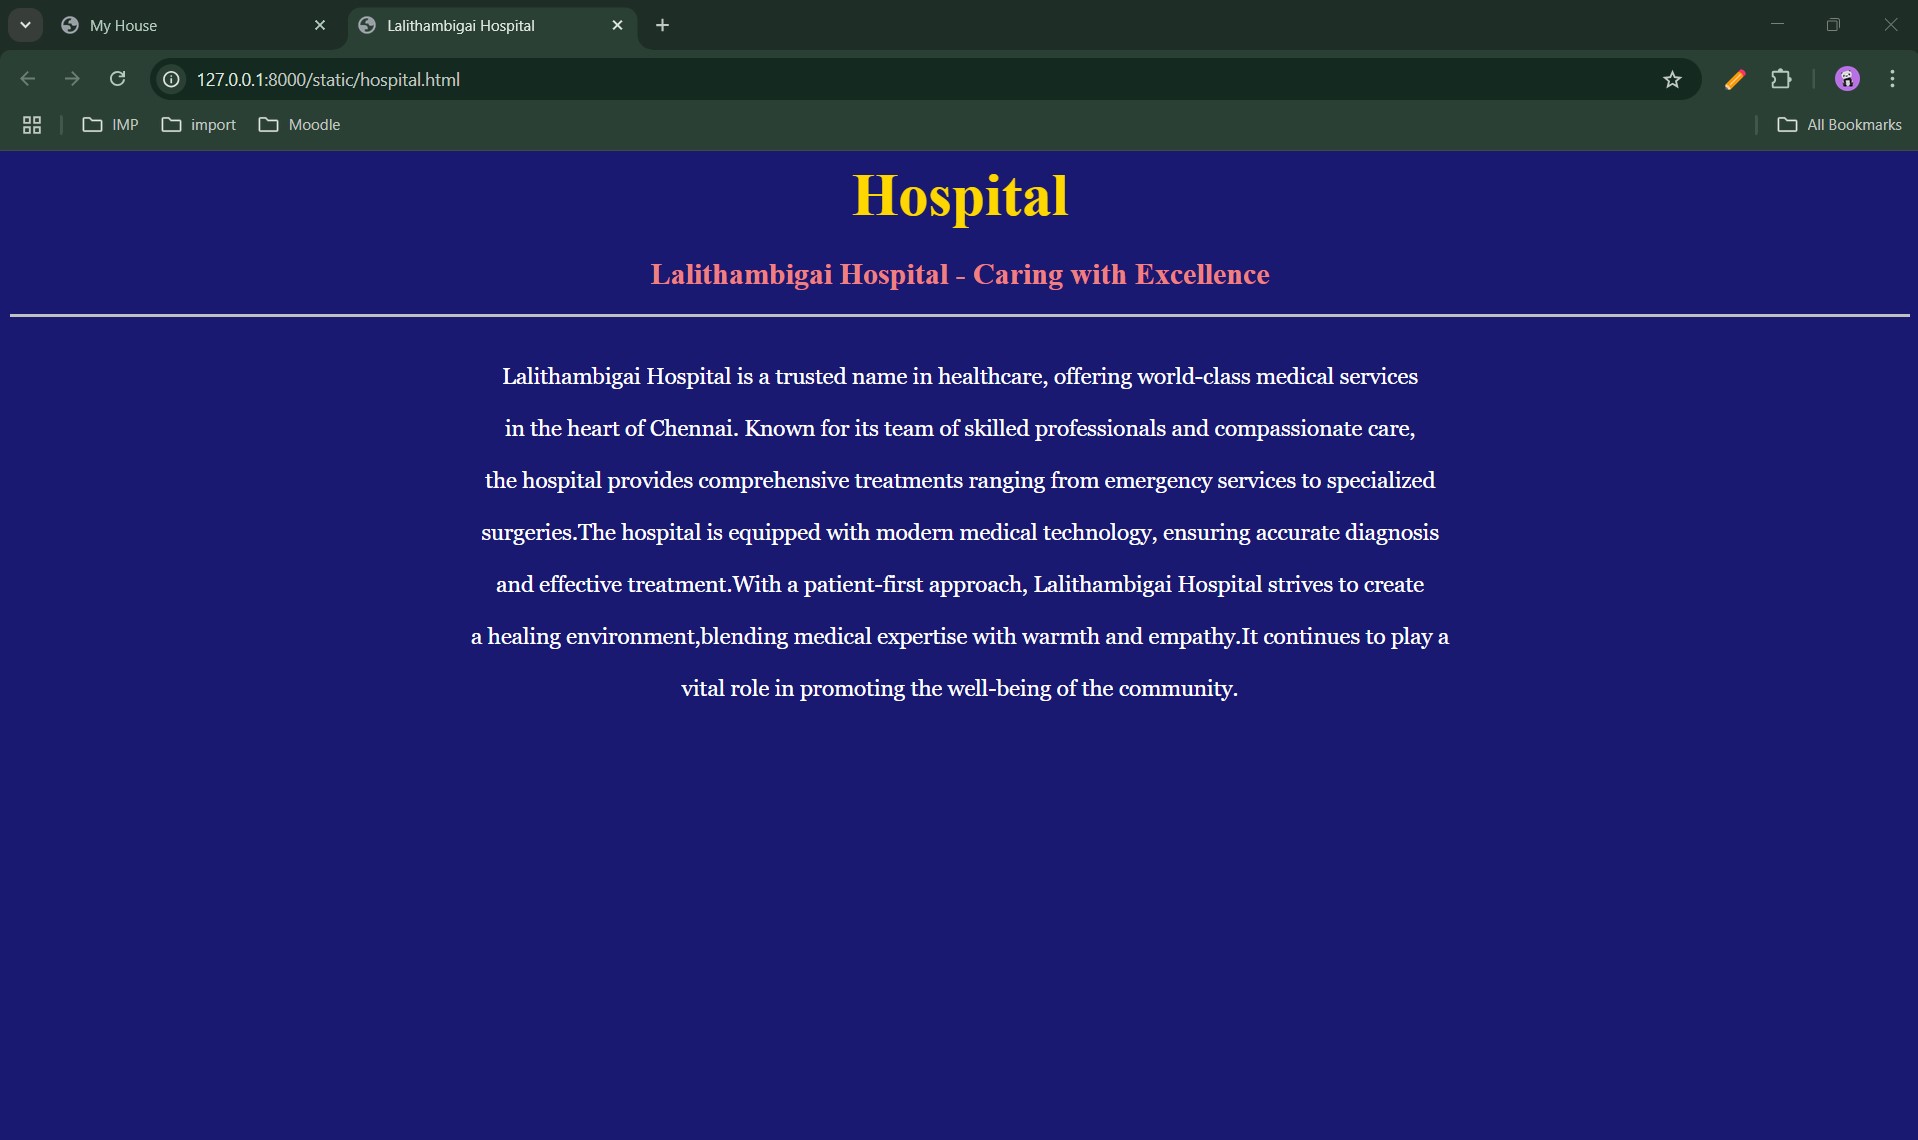 My House
Lalithambigai Hospital
127.0.0.1:8000/static/hospital.html
IMP
import
Moodle
All Bookmarks
Hospital
Lalithambigai Hospital - Caring with Excellence
Lalithambigai Hospital is a trusted name in healthcare, offering world-class medical services
in the heart of Chennai. Known for its team of skilled professionals and compassionate care,
the hospital provides comprehensive treatments ranging from emergency services to specialized
surgeries.The hospital is equipped with modern medical technology, ensuring accurate diagnosis
and effective treatment.With a patient-first approach, Lalithambigai Hospital strives to create
a healing environment,blending medical expertise with warmth and empathy.It continues to play a
vital role in promoting the well-being of the community.